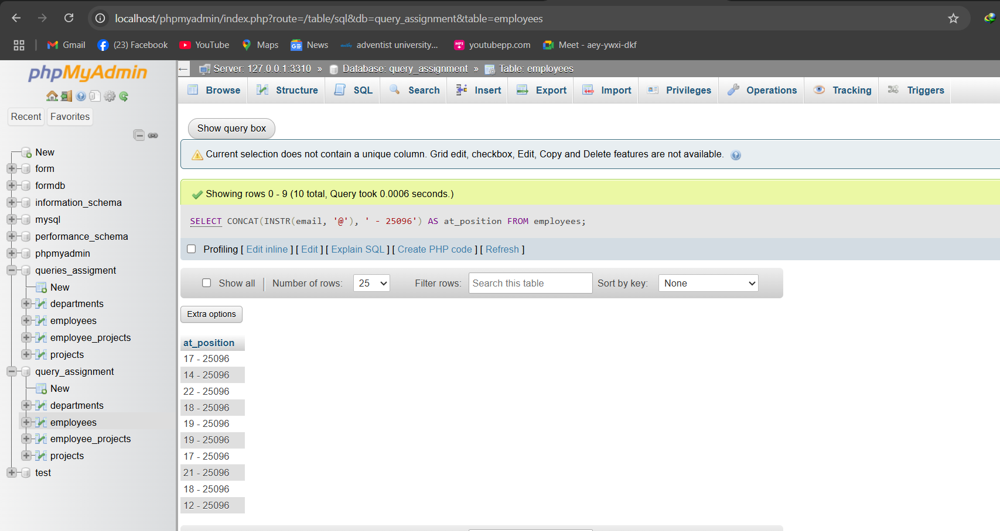 localhost/phpmyadmin/index.php?route=/table/sql&db=query_assignment&table=employees
Gmail (23) Facebook YouTube Maps News adventist university... youtubepp.com Meet - aey-ywxi-dkf
phpMyAdmin
Recent Favorites
New
form
formdb
information_schema
mysql
performance_schema
phpmyadmin
queries_assigment
New
departments
employees
employee_projects
projects
query_assignment
New
departments
employees
employee_projects
projects
test
Server: 127.0.0.1:3310 » Database: query_assignment » Table: employees
Browse Structure SQL Search Insert Export Import Privileges Operations Tracking Triggers
Show query box
Current selection does not contain a unique column. Grid edit, checkbox, Edit, Copy and Delete features are not available.
Showing rows 0 - 9 (10 total, Query took 0.0006 seconds.)
SELECT CONCAT(INSTR(email, '@'), ' - 25096') AS at_position FROM employees;
Profiling [ Edit inline ] [ Edit ] [ Explain SQL ] [ Create PHP code ] [ Refresh ]
Show all Number of rows: 25 Filter rows: Search this table Sort by key: None
Extra options
at_position
17 - 25096
14 - 25096
22 - 25096
18 - 25096
19 - 25096
19 - 25096
17 - 25096
21 - 25096
18 - 25096
12 - 25096